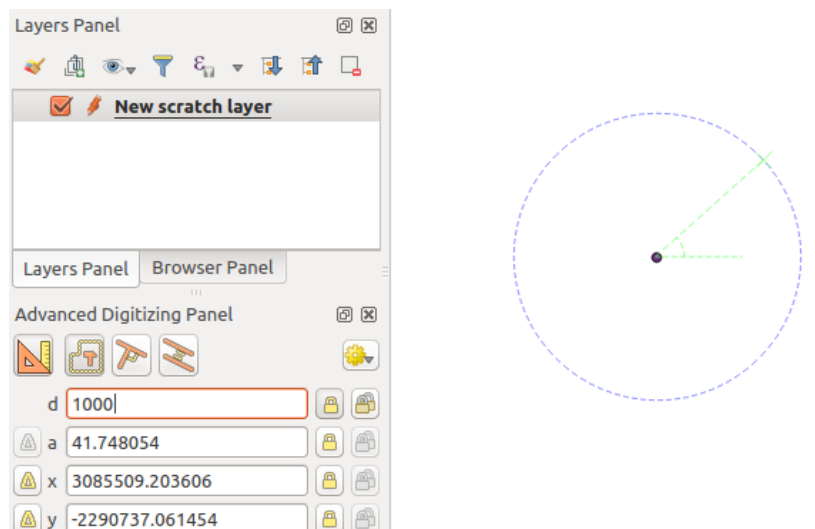 Layers Panel
New scratch layer
Layers Panel Browser Panel
Advanced Digitizing Panel
d 1000
a 41.748054
x 3085509.203606
y -2290737.061454